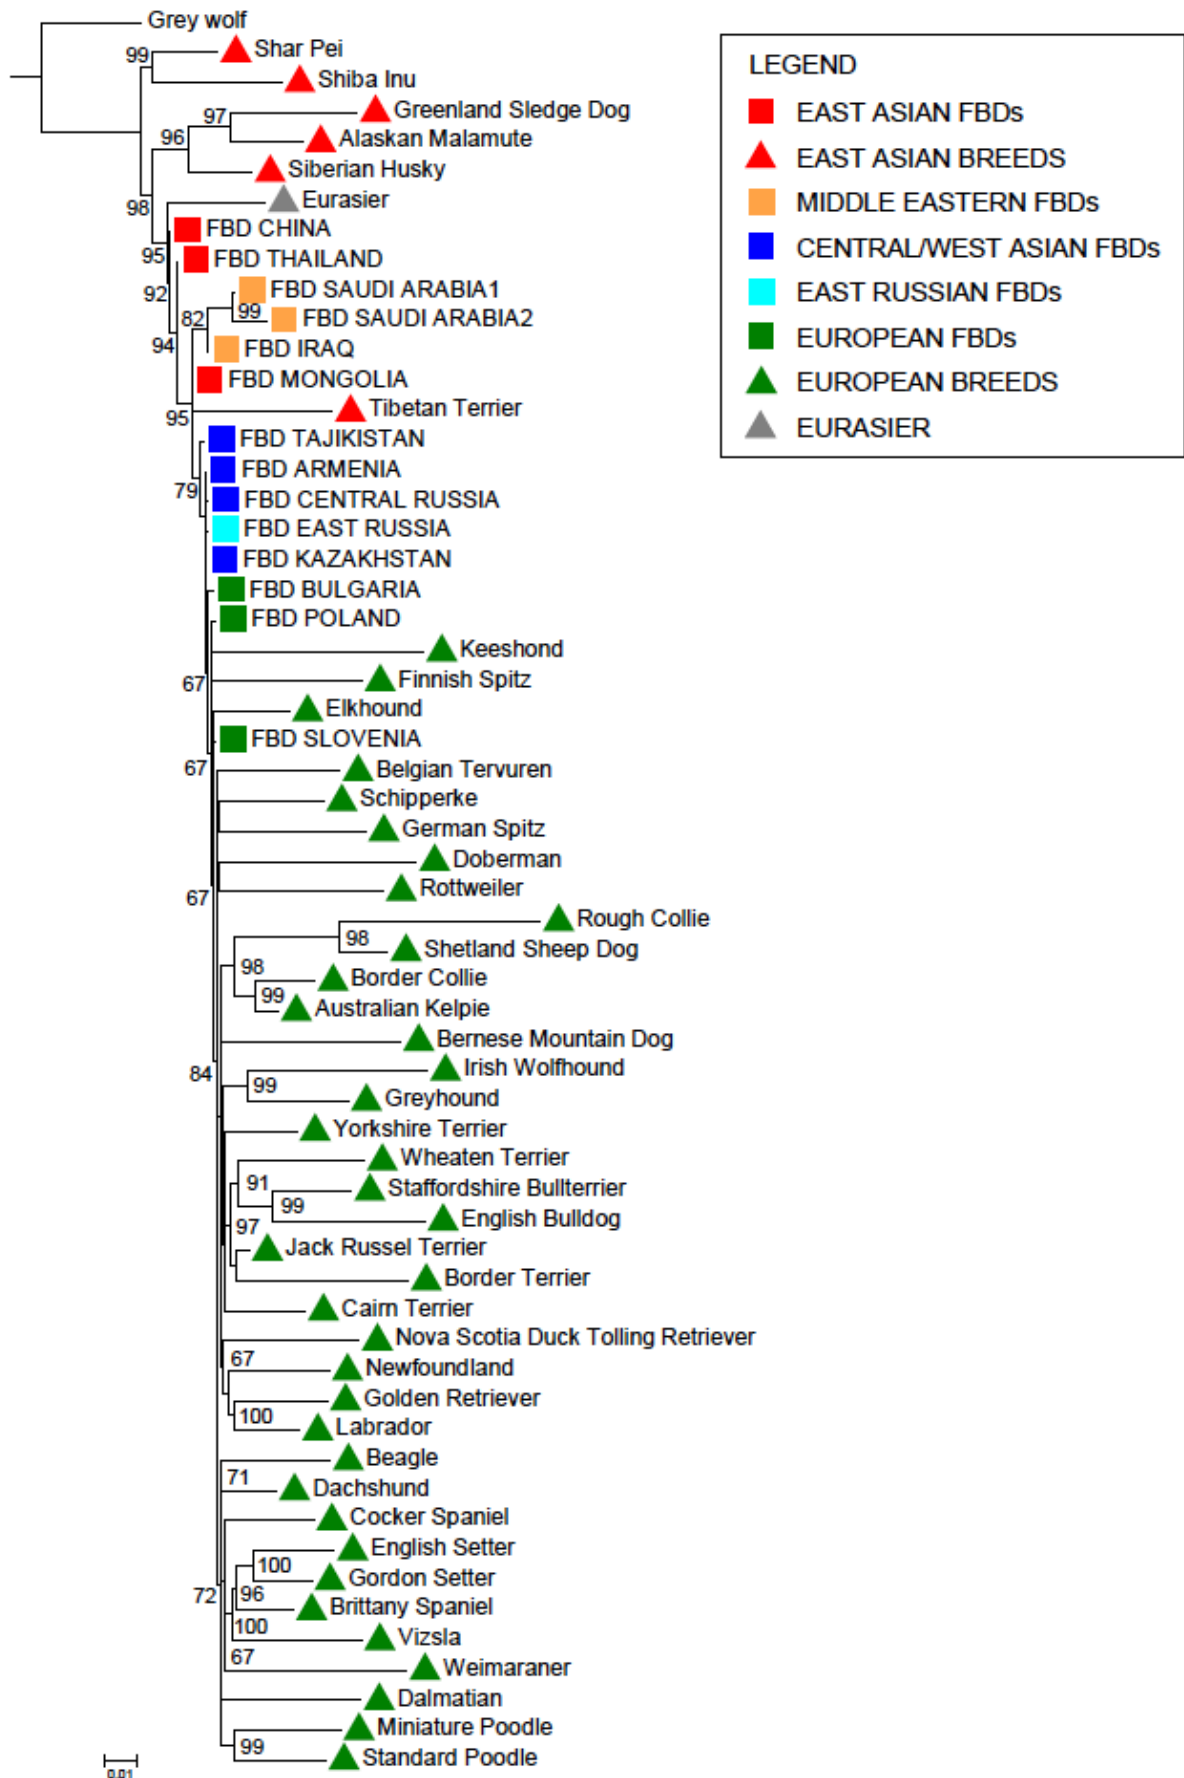 Grey wolf
99
Shar Pei
Shiba Inu
97
Greenland Sledge Dog
96
Alaskan Malamute
Siberian Husky
98
Eurasier
FBD CHINA
95
FBD THAILAND
92
FBD SAUDI ARABIA1
82
99
FBD SAUDI ARABIA2
94
FBD IRAQ
FBD MONGOLIA
95
Tibetan Terrier
FBD TAJIKISTAN
FBD ARMENIA
79
FBD CENTRAL RUSSIA
FBD EAST RUSSIA
FBD KAZAKHSTAN
FBD BULGARIA
FBD POLAND
Keeshond
67
Finnish Spitz
Elkhound
FBD SLOVENIA
67
Belgian Tervuren
Schipperke
German Spitz
Doberman
67
Rottweiler
Rough Collie
98
Shetland Sheep Dog
98
Border Collie
99
Australian Kelpie
Bernese Mountain Dog
84
Irish Wolfhound
99
Greyhound
Yorkshire Terrier
Wheaten Terrier
91
Staffordshire Bullterrier
99
English Bulldog
97
Jack Russel Terrier
Border Terrier
Cairn Terrier
Nova Scotia Duck Tolling Retriever
67
Newfoundland
Golden Retriever
100
Labrador
Beagle
71
Dachshund
Cocker Spaniel
English Setter
100
Gordon Setter
72
96
Brittany Spaniel
100
Vizsla
67
Weimaraner
Dalmatian
Miniature Poodle
99
Standard Poodle
0.01
LEGEND
EAST ASIAN FBDs
EAST ASIAN BREEDS
MIDDLE EASTERN FBDs
CENTRAL/WEST ASIAN FBDs
EAST RUSSIAN FBDs
EUROPEAN FBDs
EUROPEAN BREEDS
EURASIER